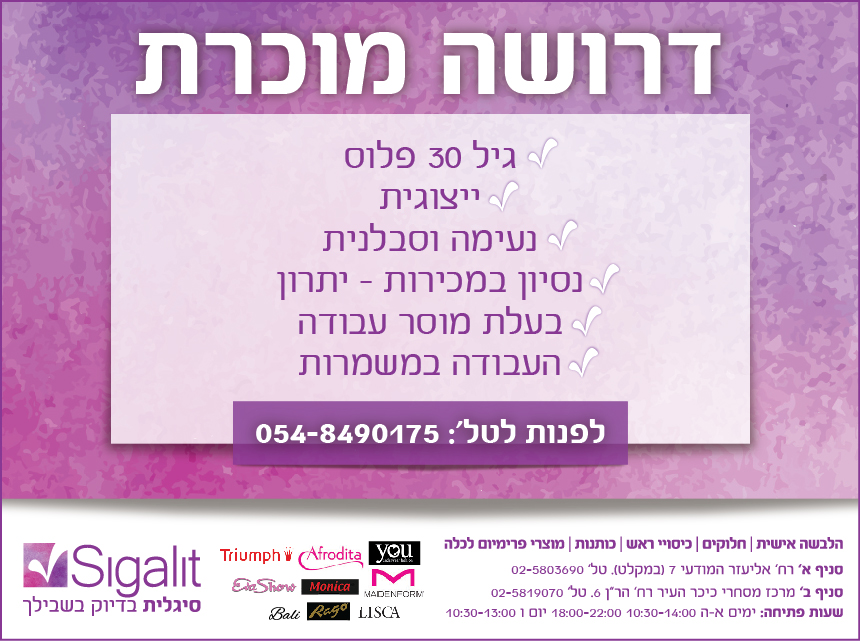 דרושה מוכרת
גיל 30 פלוס
ייצוגית
נעימה וסבלנית
נסיון במכירות - יתרון
בעלת מוסר עבודה
העבודה במשמרות
לפנות לטל': 054-8490175
הלבשה אישית | חלוקים | כיסויי ראש | כותנות | מוצרי פרימיום לכלה
סניף א' רח' אליעזר המודעי 7 (במקלט). טל' 02-5803690
סניף ב' מרכז מסחרי כיכר העיר רח' הר"ן 6. טל' 02-5819070
שעות פתיחה: ימים א-ה 10:30-14:00 18:00-22:00 יום ו 10:30-13:00
Triumph Afrodita you
EvaShow Monica MAIDENFORM
Bali Rago LISCA
Sigalit
סיגלית בדיוק בשבילך